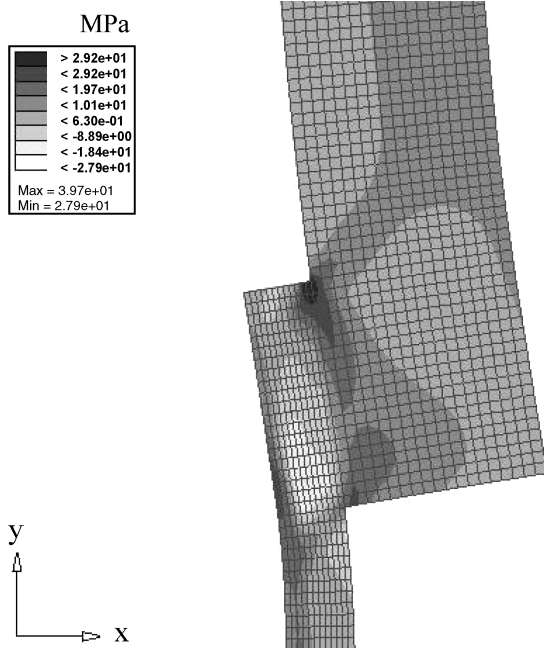 MPa
> 2.92e+01
< 2.92e+01
< 1.97e+01
< 1.01e+01
< 6.30e-01
< -8.89e+00
< -1.84e+01
< -2.79e+01
Max = 3.97e+01
Min = 2.79e+01
y
x